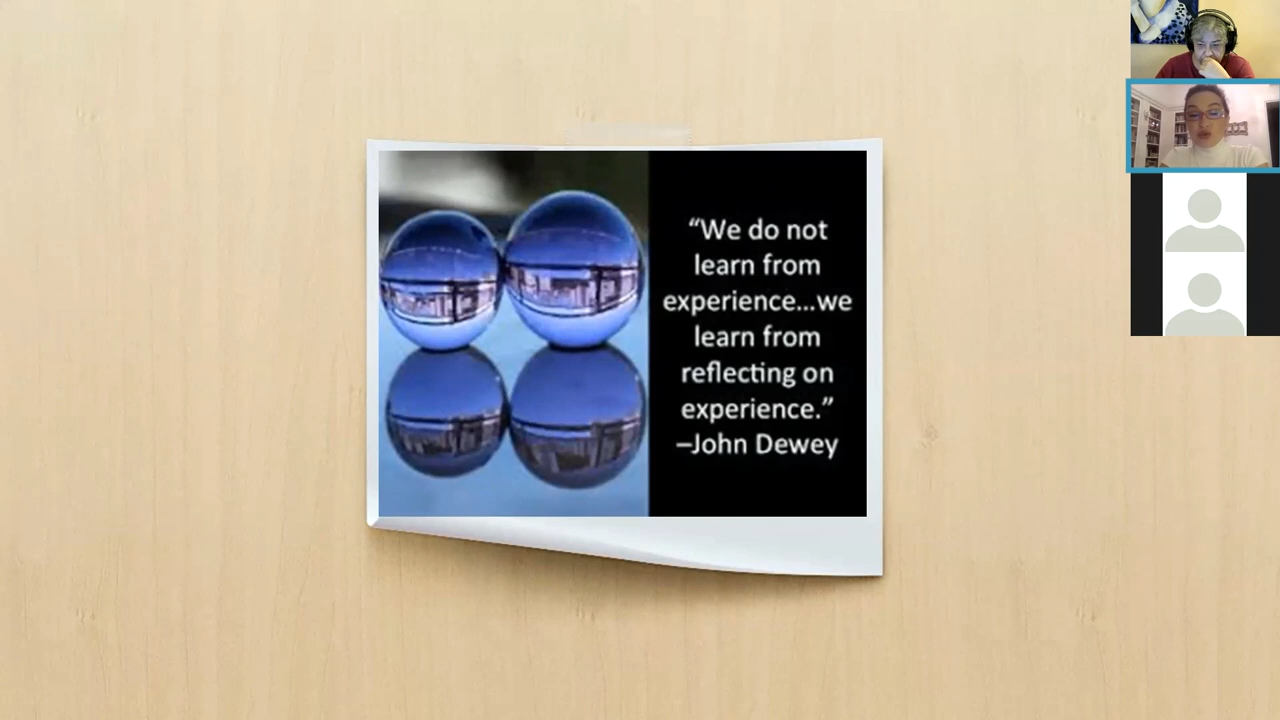 “We do not
learn from
experience...we
learn from
reflecting on
experience.”
–John Dewey